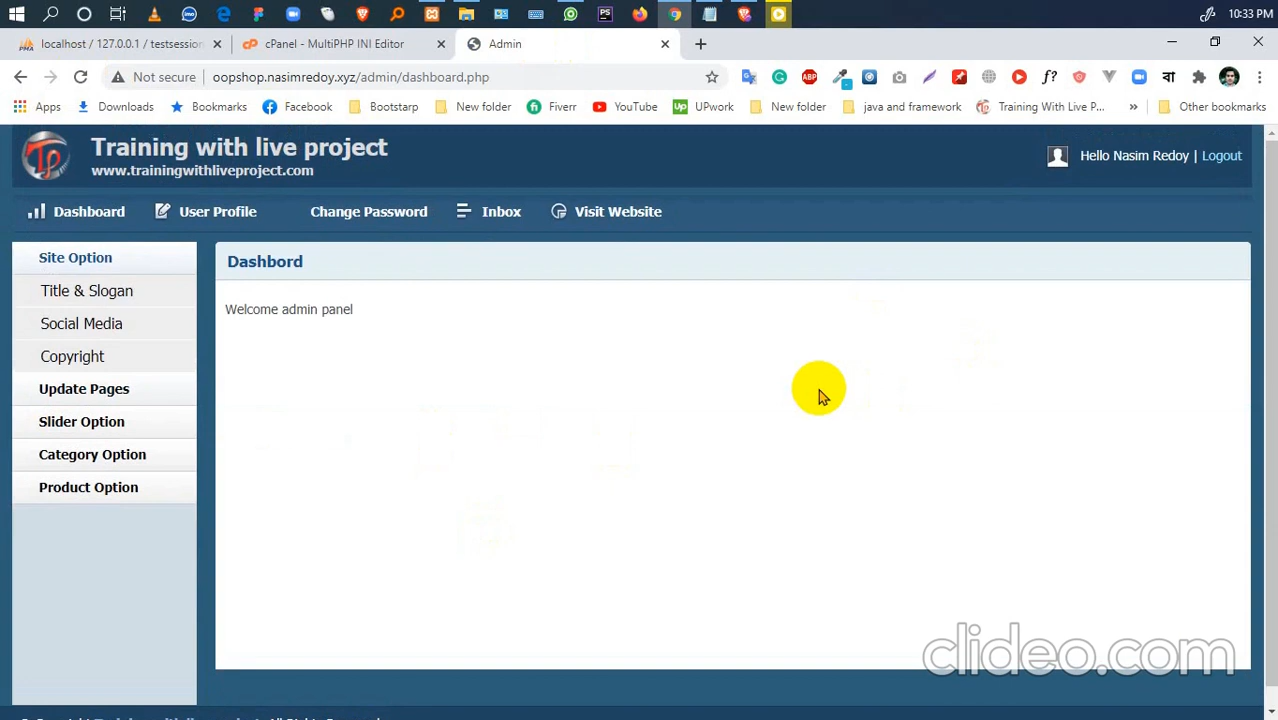 10:33 PM
localhost / 127.0.0.1 / testsession
cPanel - MultiPHP INI Editor
Admin
Not secure
oopshop.nasimredoy.xyz/admin/dashboard.php
Apps
Downloads
Bookmarks
Facebook
Bootstarp
New folder
Fiverr
YouTube
UPwork
New folder
java and framework
Training With Live P...
Other bookmarks
Training with live project
www.trainingwithliveproject.com
Hello Nasim Redoy | Logout
Dashboard
User Profile
Change Password
Inbox
Visit Website
Site Option
Title & Slogan
Social Media
Copyright
Update Pages
Slider Option
Category Option
Product Option
Dashbord
Welcome admin panel
clideo.com